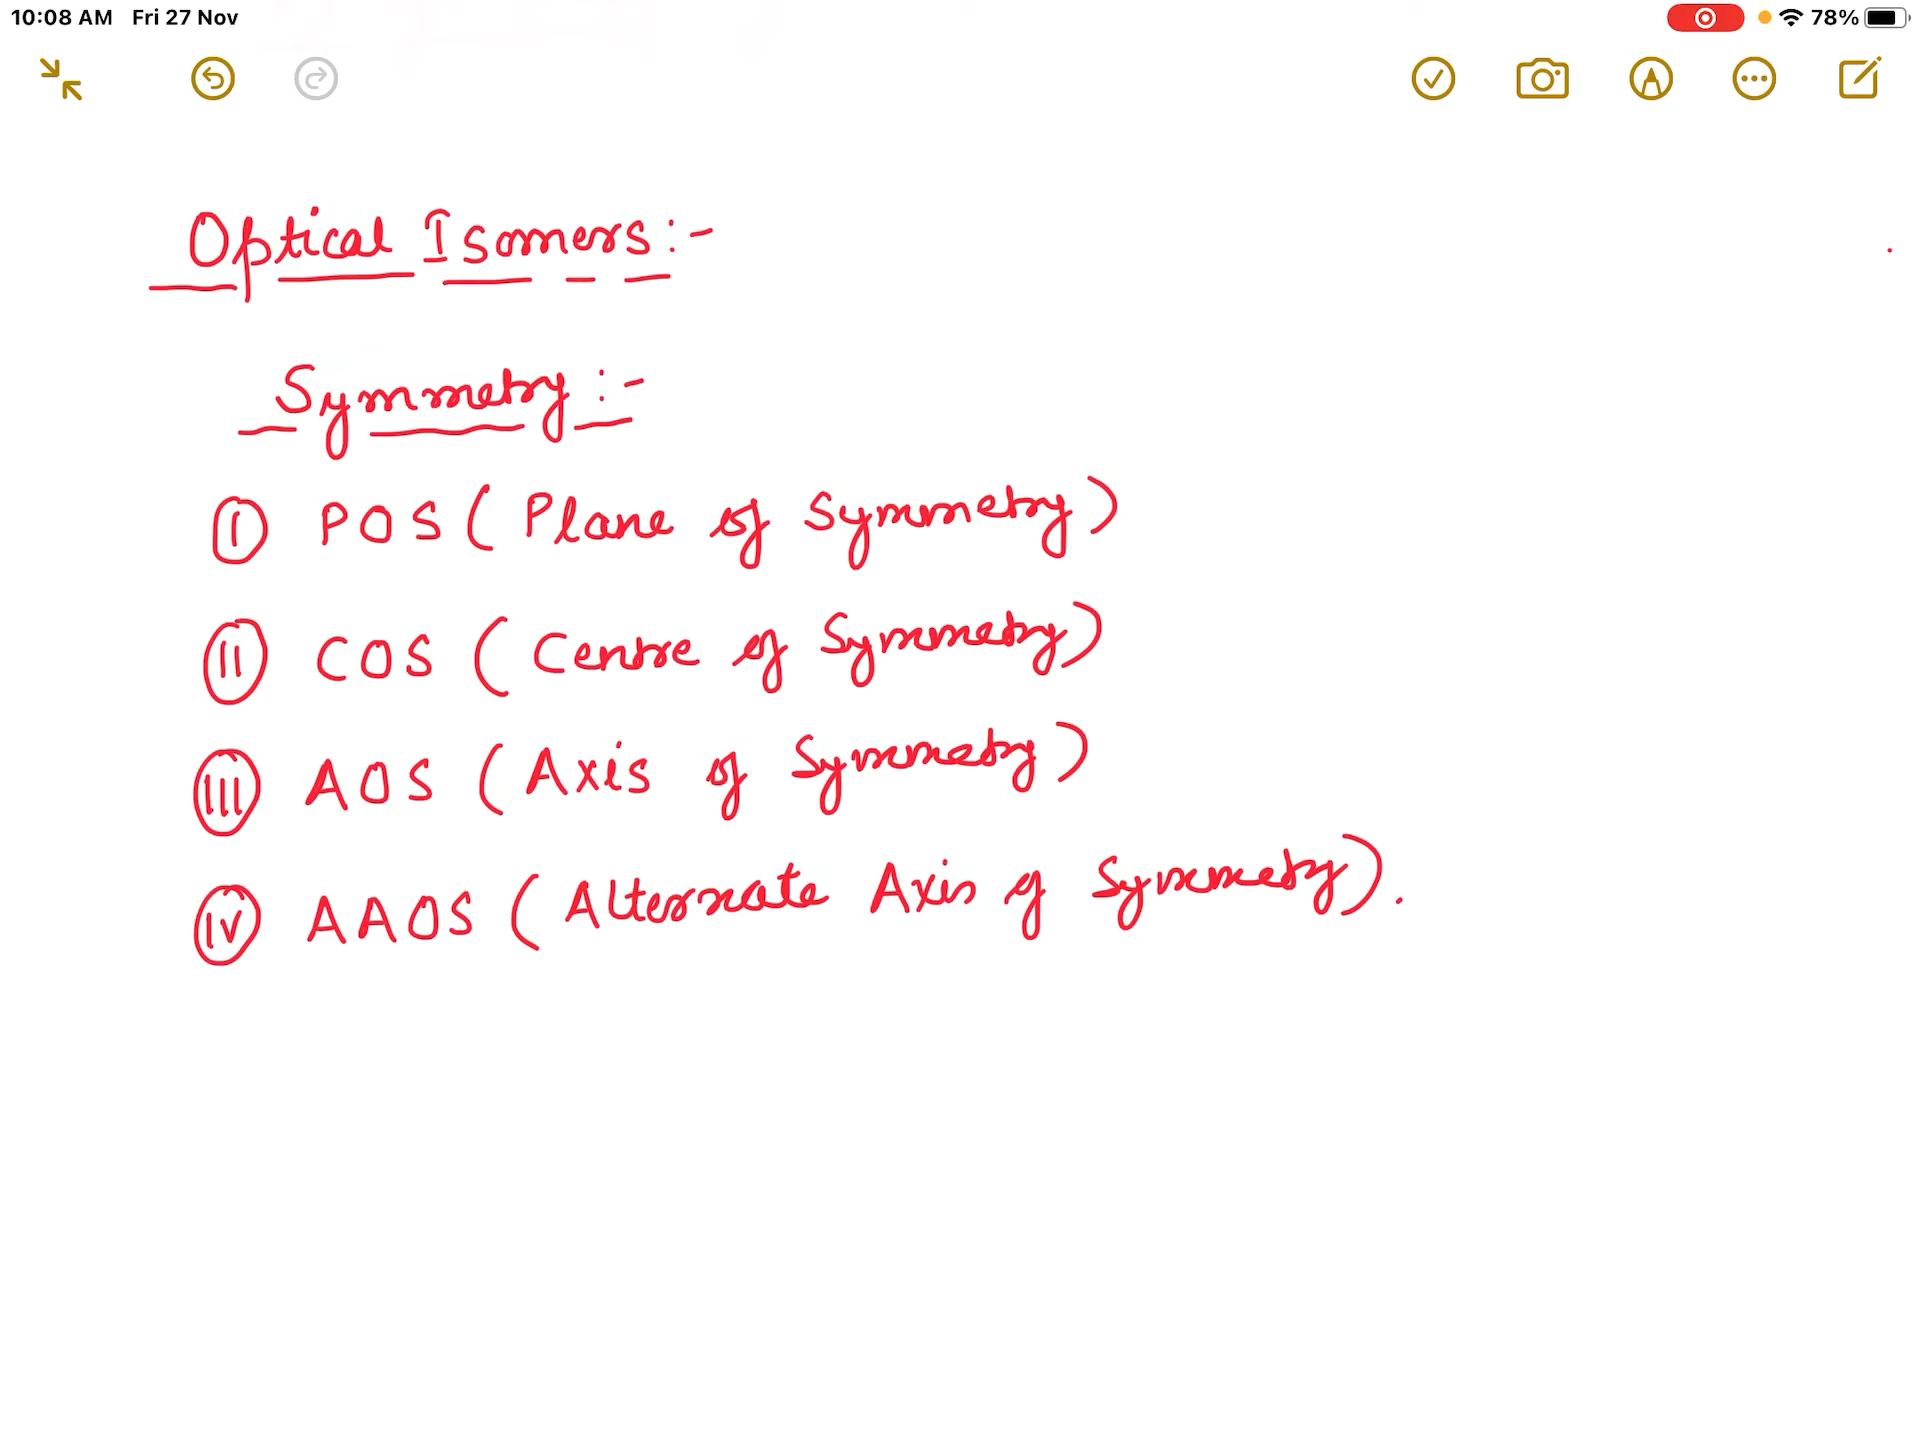 10:08 AM Fri 27 Nov 78%
Optical Isomers:-
Symmetry:-
(I) POS (Plane of Symmetry)
(II) COS (Centre of Symmetry)
(III) AOS (Axis of Symmetry)
(IV) AAOS (Alternate Axis of Symmetry).